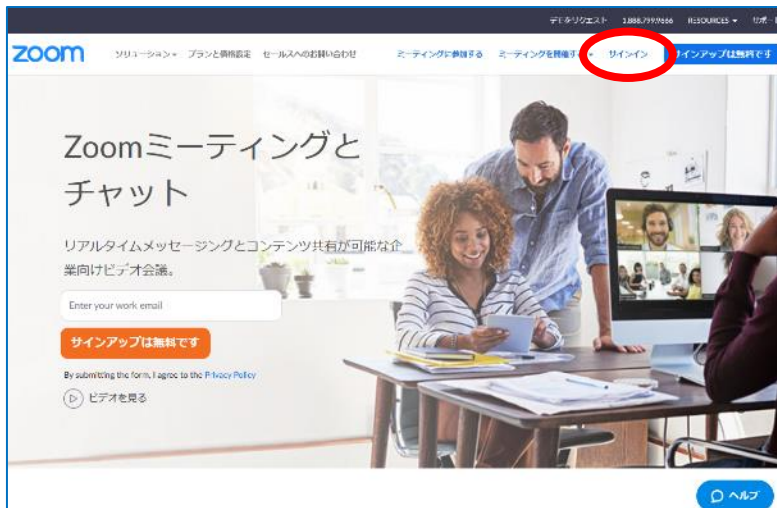 デモをリクエスト 1.888.799.9666 RESOURCES サポー
zoom ソリューション プランと価格設定 セールスへのお問い合わせ ミーティングに参加する ミーティングを開催する サインイン サインアップは無料です
Zoomミーティングと
チャット
リアルタイムメッセージングとコンテンツ共有が可能な企
業向けビデオ会議。
Enter your work email
サインアップは無料です
By submitting the form, I agree to the Privacy Policy
ビデオを見る
ヘルプ